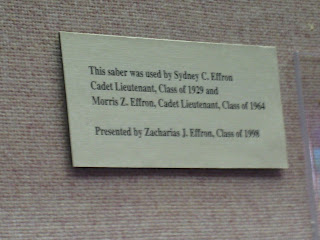 This saber was used by Sydney C. Effron
Cadet Lieutenant, Class of 1929 and
Morris Z. Effron, Cadet Lieutenant, Class of 1964
Presented by Zacharias J. Effron, Class of 1998